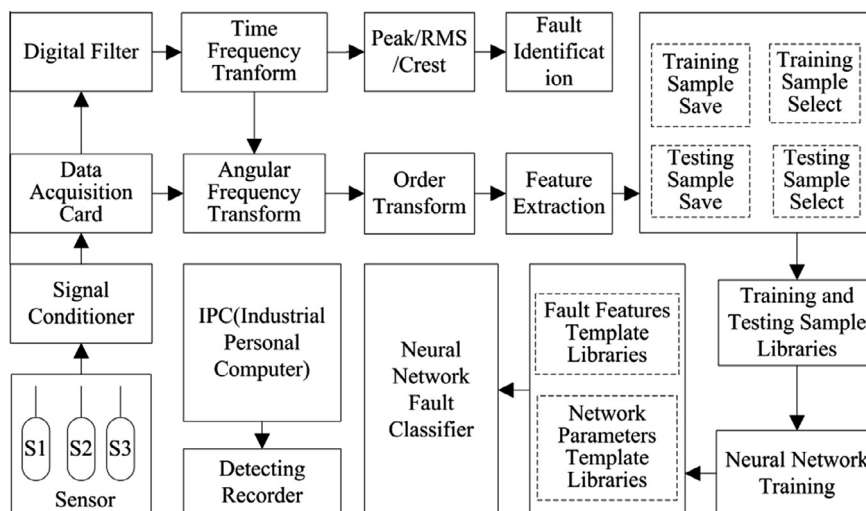 Digital Filter
Time
Frequency
Tranform
Peak/RMS
/Crest
Fault
Identificat
ion
Training
Sample
Save
Training
Sample
Select
Testing
Sample
Save
Testing
Sample
Select
Data
Acquisition
Card
Angular
Frequency
Transform
Order
Transform
Feature
Extraction
Signal
Conditioner
IPC(Industrial
Personal
Computer)
Neural
Network
Fault
Classifier
Fault Features
Template
Libraries
Network
Parameters
Template
Libraries
Training and
Testing Sample
Libraries
S1
S2
S3
Sensor
Detecting
Recorder
Neural Network
Training